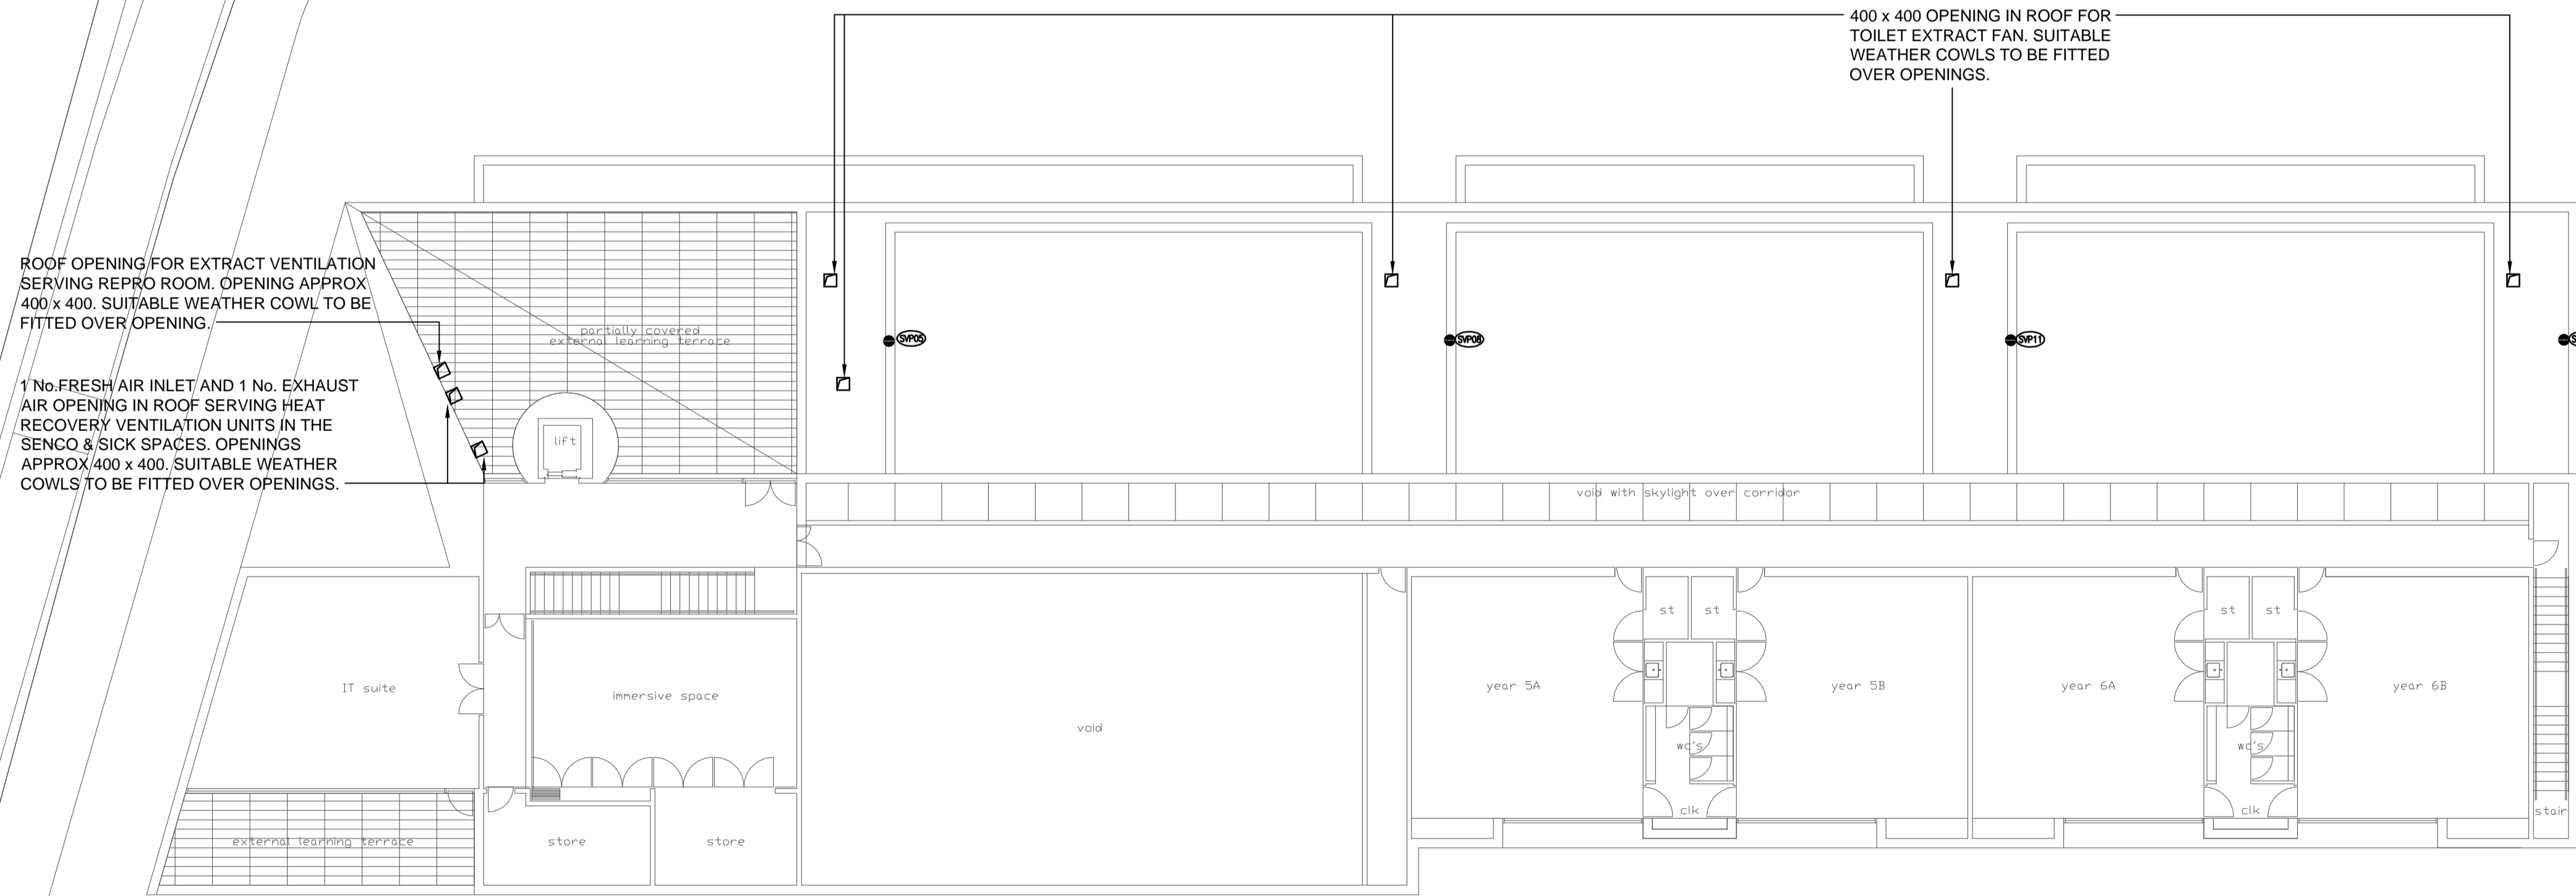 400 x 400 OPENING IN ROOF FOR
TOILET EXTRACT FAN. SUITABLE
WEATHER COWLS TO BE FITTED
OVER OPENINGS.
ROOF OPENING FOR EXTRACT VENTILATION
SERVING REPRO ROOM. OPENING APPROX
400 x 400. SUITABLE WEATHER COWL TO BE
FITTED OVER OPENING.
1 No.FRESH AIR INLET AND 1 No. EXHAUST
AIR OPENING IN ROOF SERVING HEAT
RECOVERY VENTILATION UNITS IN THE
SENCO & SICK SPACES. OPENINGS
APPROX 400 x 400. SUITABLE WEATHER
COWLS TO BE FITTED OVER OPENINGS.
partially covered
external learning terrace
lift
SVP05
SVP08
SVP11
void with skylight over corridor
IT suite
immersive space
void
year 5A
st
st
wc's
clk
year 5B
year 6A
st
st
wc's
clk
year 6B
stair
external learning terrace
store
store